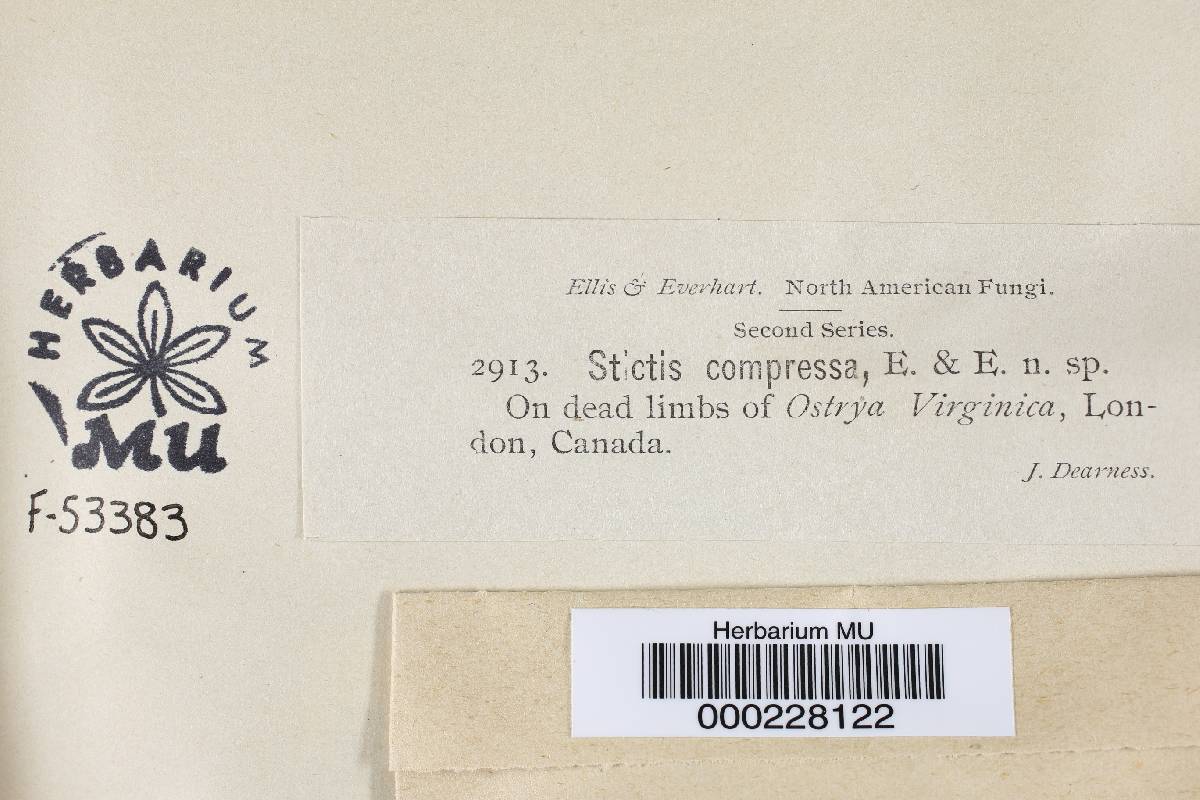 HERBARIUM
MU
F-53383
Ellis & Everhart. North American Fungi.
Second Series.
2913. Stictis compressa, E. & E. n. sp.
On dead limbs of Ostrya Virginica, Lon-
don, Canada.
J. Dearness.
Herbarium MU
000228122